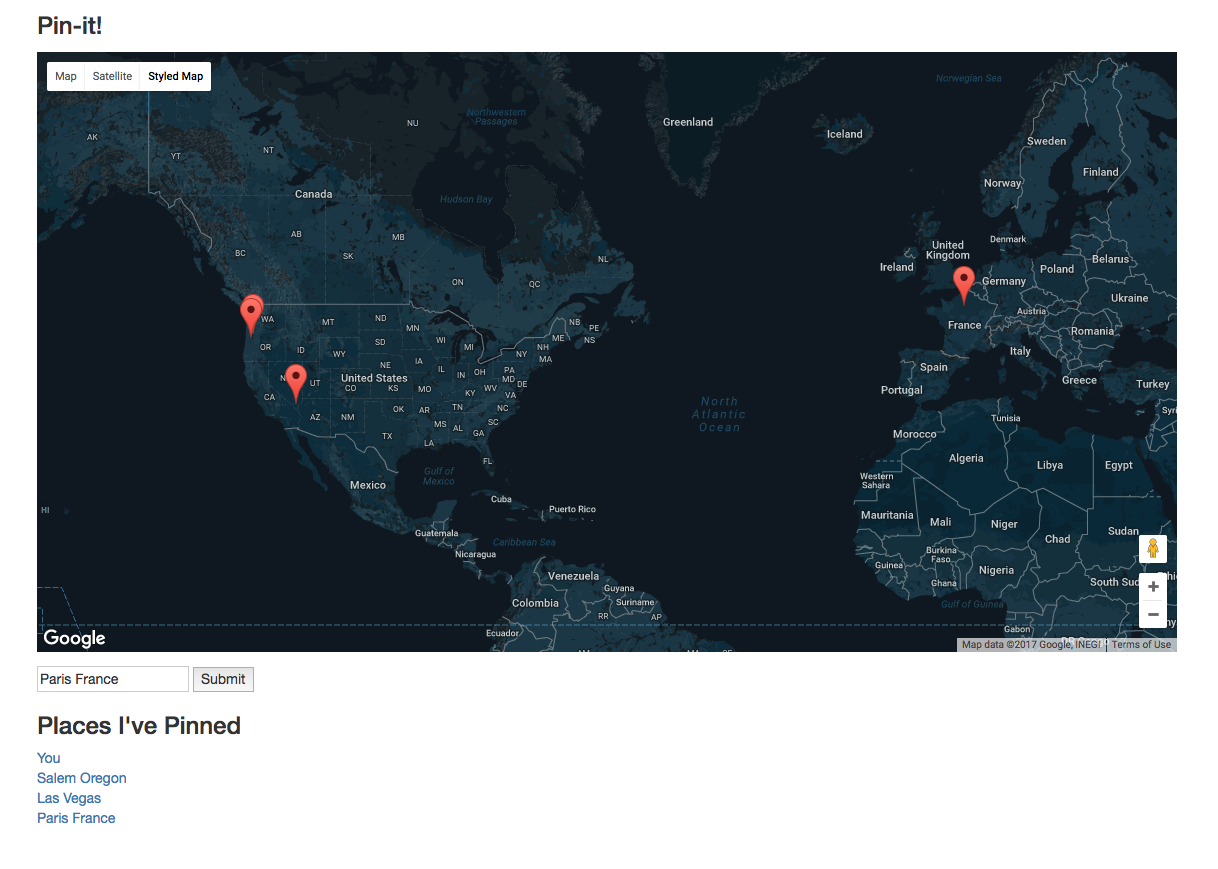 Pin-it!
Map Satellite Styled Map
Norwegian Sea
Northwestern
Passages
NU
Greenland
Iceland
AK
Sweden
YT
NT
Finland
Norway
Canada
Hudson Bay
AB
MB
Denmark
BC
SK
United
Kingdom
NL
Ireland
Belarus
Poland
ON
QC
Germany
Ukraine
WA
MT
ND
MN
NB
PE
Austria
France
Romania
OR
ID
SD
WI
MI
ME
NS
NH
WY
NY
MA
Italy
NE
IA
IL
IN
OH
PA
Spain
United States
UT
CO
KS
MO
KY
WV
MD
DE
VA
Portugal
Greece
Turkey
CA
AZ
NM
OK
AR
TN
NC
North
Atlantic
Ocean
Syri
Tunisia
TX
MS
AL
GA
SC
LA
Morocco
FL
Algeria
Libya
Egypt
Gulf of
Mexico
Mexico
Western
Sahara
Cuba
Puerto Rico
HI
Mauritania
Mali
Niger
Sudan
Chad
Guatemala
Caribbean Sea
Nicaragua
Burkina
Faso
Guinea
Nigeria
Ghana
South Sud
Venezuela
Guyana
Suriname
Colombia
RR
AP
Gulf of Guinea
Gabon
Ecuador
Google
Map data ©2017 Google, INEGI Terms of Use
Paris France Submit
Places I've Pinned
You
Salem Oregon
Las Vegas
Paris France